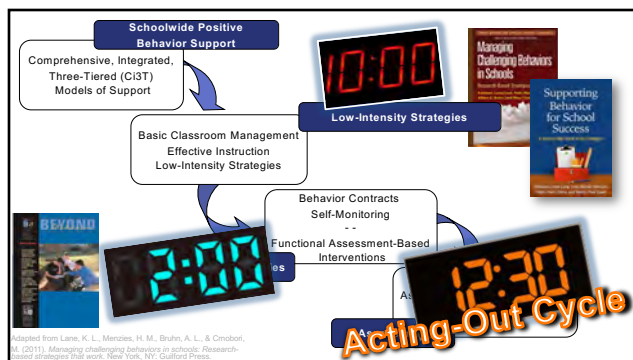 Schoolwide Positive
Behavior Support
Comprehensive, Integrated,
Three-Tiered (Ci3T)
Models of Support
10:00
Managing
Challenging Behaviors
in Schools
Supporting
Behavior
for School
Success
Low-Intensity Strategies
Basic Classroom Management
Effective Instruction
Low-Intensity Strategies
Behavior Contracts
Self-Monitoring
- -
Functional Assessment-Based
Interventions
BEYOND
2:00
ies
12:30
As
As
Acting-Out Cycle
Adapted from Lane, K. L., Menzies, H. M., Bruhn, A. L., & Crnobori,
M. (2011). Managing challenging behaviors in schools: Research-
based strategies that work. New York, NY: Guilford Press.